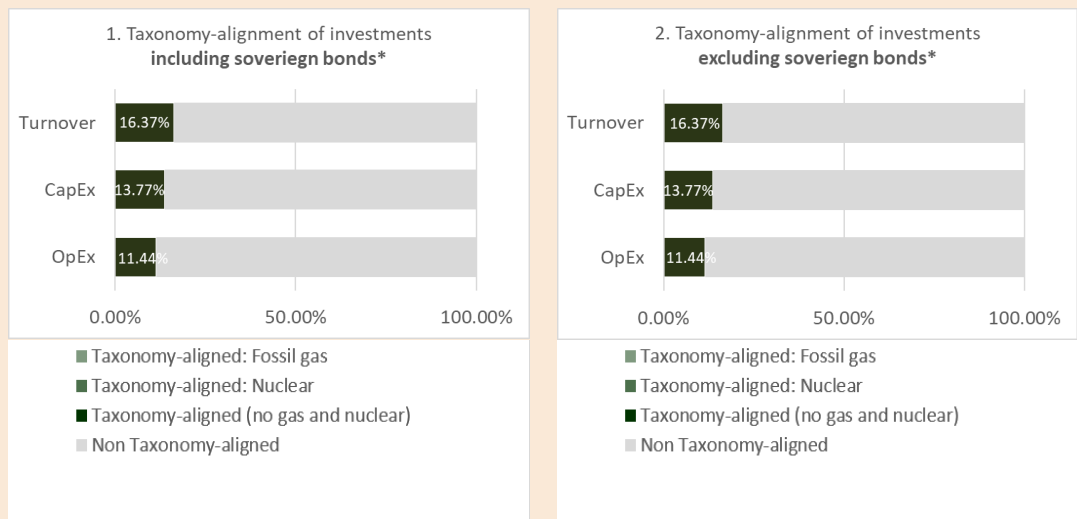 1. Taxonomy-alignment of investments
including soveriegn bonds*
Turnover
16.37%
CapEx
13.77%
OpEx
11.44%
0.00%
50.00%
100.00%
Taxonomy-aligned: Fossil gas
Taxonomy-aligned: Nuclear
Taxonomy-aligned (no gas and nuclear)
Non Taxonomy-aligned
2. Taxonomy-alignment of investments
excluding soveriegn bonds*
Turnover
16.37%
CapEx
13.77%
OpEx
11.44%
0.00%
50.00%
100.00%
Taxonomy-aligned: Fossil gas
Taxonomy-aligned: Nuclear
Taxonomy-aligned (no gas and nuclear)
Non Taxonomy-aligned